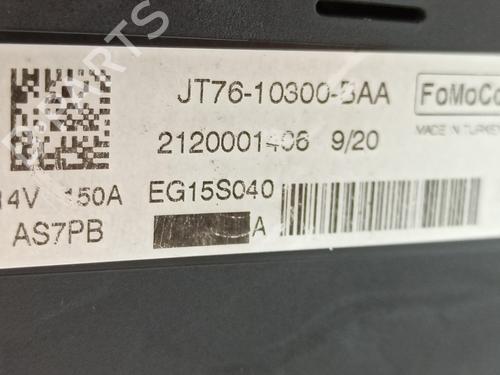 JT76-10300-BAA FoMoCo
2120001406 9/20 MADE IN TURKEY
14V 150A EG15S040
AS7PB A